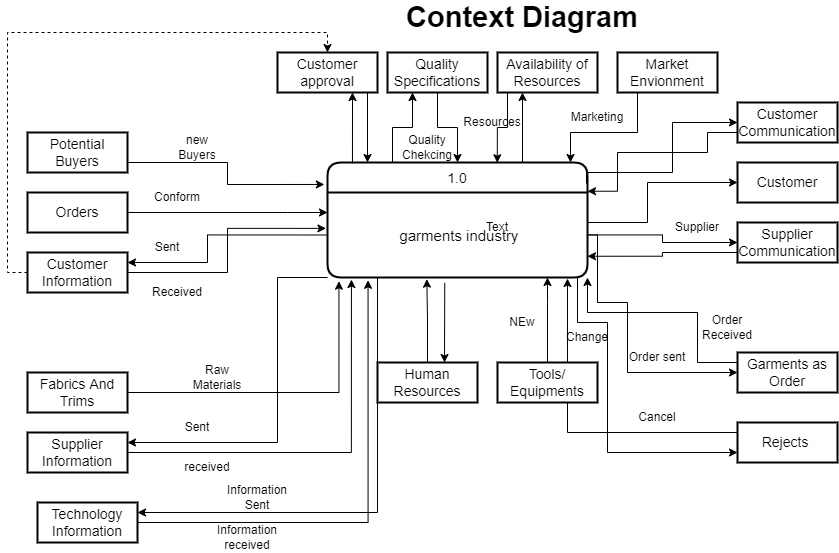 Context Diagram
Customer
approval
Quality
Specifications
Availability of
Resources
Market
Envionment
Resources
Marketing
Quality
Chekcing
new
Buyers
Potential
Buyers
Customer
Communication
1.0
Customer
Conform
Orders
Text
garments industry
Supplier
Supplier
Communication
Sent
Customer
Information
Received
NEw
Change
Order
Received
Order sent
Garments as
Order
Raw
Materials
Fabrics And
Trims
Human
Resources
Tools/
Equipments
Cancel
Rejects
Sent
Supplier
Information
received
Information
Sent
Technology
Information
Information
received